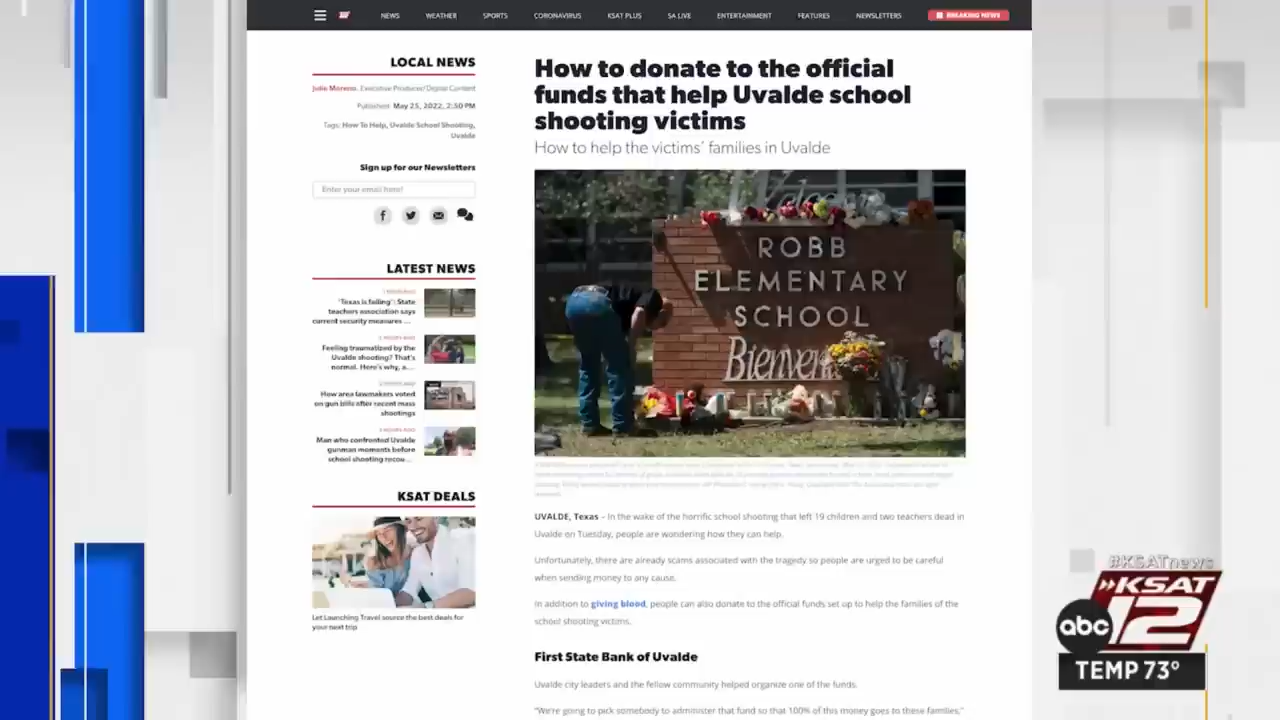 NEWS
WEATHER
SPORTS
CORONAVIRUS
KSAT PLUS
SA LIVE
ENTERTAINMENT
FEATURES
NEWSLETTERS
BREAKING NEWS
LOCAL NEWS
Julie Moreno, Executive Producer/Digital Content
Published: May 25, 2022, 2:50 PM
Tags: How To Help, Uvalde School Shooting,
Uvalde
Sign up for our Newsletters
Enter your email here!
LATEST NEWS
'Texas is failing': State
teachers association says
current security measures ...
Feeling traumatized by the
Uvalde shooting? That's
normal. Here's why, a...
How area lawmakers voted
on gun bills after recent mass
shootings
Man who confronted Uvalde
gunman moments before
school shooting recou...
KSAT DEALS
Let Launching Travel source the best deals for
your next trip
How to donate to the official
funds that help Uvalde school
shooting victims
How to help the victims' families in Uvalde
ROBB
ELEMENTARY
SCHOOL
UVALDE, Texas – In the wake of the horrific school shooting that left 19 children and two teachers dead in
Uvalde on Tuesday, people are wondering how they can help.
Unfortunately, there are already scams associated with the tragedy so people are urged to be careful
when sending money to any cause.
In addition to giving blood, people can also donate to the official funds set up to help the families of the
school shooting victims.
First State Bank of Uvalde
Uvalde city leaders and the fellow community helped organize one of the funds.
"We're going to pick somebody to administer that fund so that 100% of this money goes to these families,"
#KSATnews
KSAT
abc 12
TEMP 73°